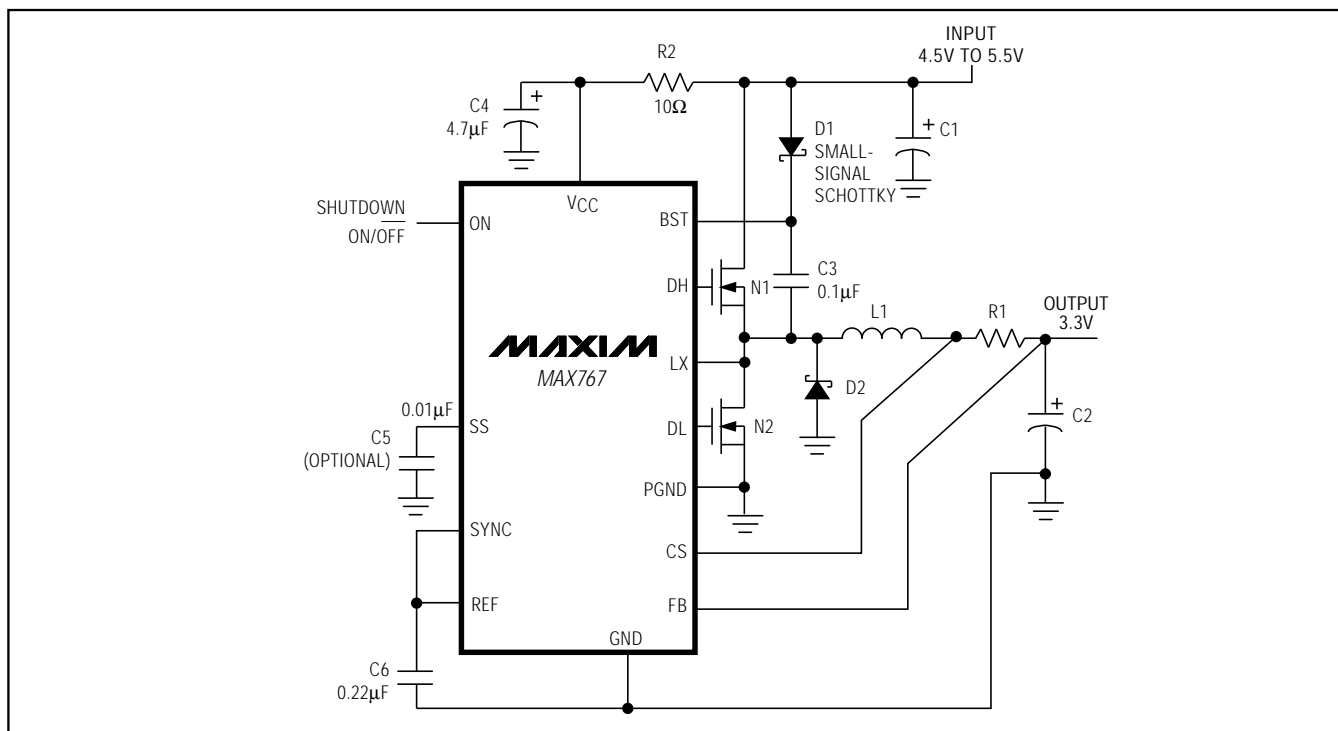 INPUT
4.5V TO 5.5V
R2
10Ω
C4
+
4.7μF
D1
SMALL-
SIGNAL
SCHOTTKY
+
C1
SHUTDOWN
ON/OFF
ON
VCC
BST
DH
N1
C3
0.1μF
L1
R1
OUTPUT
3.3V
MAXIM
MAX767
LX
D2
+
C2
0.01μF
SS
C5
(OPTIONAL)
DL
N2
PGND
SYNC
CS
REF
FB
GND
C6
0.22μF